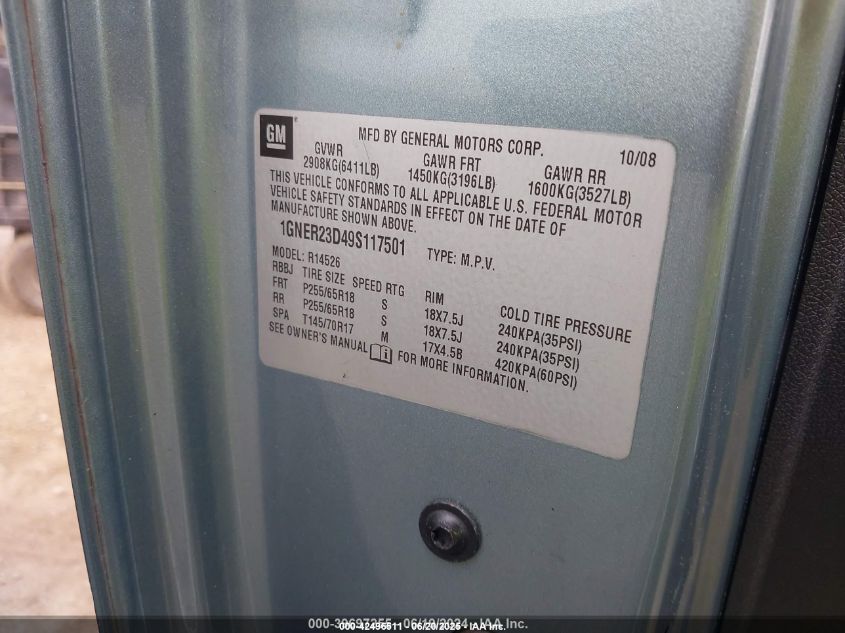 GM
MFD BY GENERAL MOTORS CORP. 10/08
GVWR GAWR FRT GAWR RR
2908KG(6411LB) 1450KG(3196LB) 1600KG(3527LB)
THIS VEHICLE CONFORMS TO ALL APPLICABLE U.S. FEDERAL MOTOR
VEHICLE SAFETY STANDARDS IN EFFECT ON THE DATE OF
MANUFACTURE SHOWN ABOVE.
1GNER23D49S117501 TYPE: M.P.V.
MODEL: R14526
RBBJ TIRE SIZE SPEED RTG RIM COLD TIRE PRESSURE
FRT P255/65R18 S 18X7.5J 240KPA(35PSI)
RR P255/65R18 S 18X7.5J 240KPA(35PSI)
SPA T145/70R17 M 17X4.5B 420KPA(60PSI)
SEE OWNER'S MANUAL FOR MORE INFORMATION.
IAA Inc.